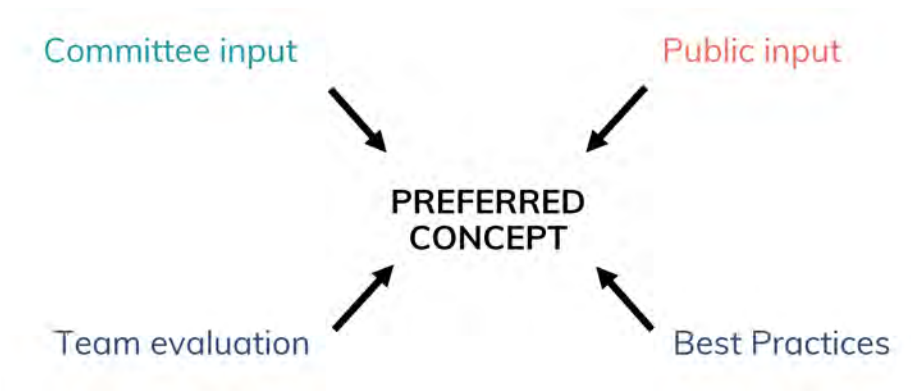 Committee input
Public input
PREFERRED
CONCEPT
Team evaluation
Best Practices